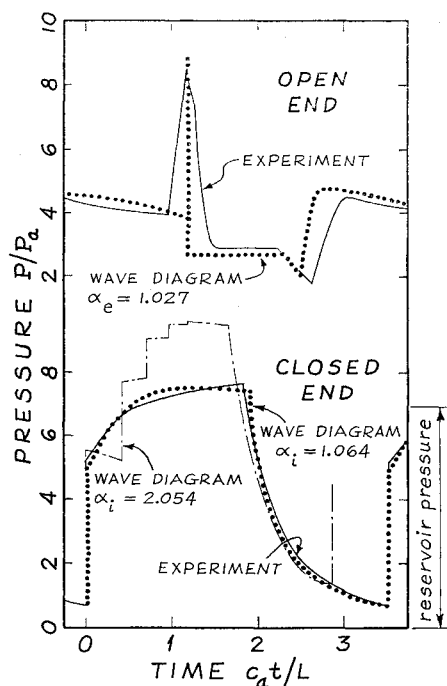 PRESSURE P/Pa
10
8
6
4
2
OPEN
END
EXPERIMENT
WAVE DIAGRAM
αe = 1.027
8
6
4
2
0
CLOSED
END
WAVE DIAGRAM
αi = 1.064
WAVE DIAGRAM
αi = 2.054
EXPERIMENT
reservoir pressure
0
1
2
3
TIME cat/L